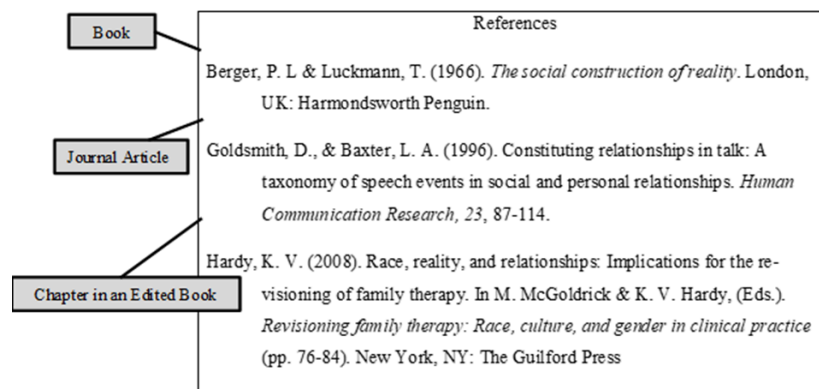 Book
References
Berger, P. L & Luckmann, T. (1966). The social construction of reality. London,
UK: Harmondsworth Penguin.
Journal Article
Goldsmith, D., & Baxter, L. A. (1996). Constituting relationships in talk: A
taxonomy of speech events in social and personal relationships. Human
Communication Research, 23, 87-114.
Chapter in an Edited Book
Hardy, K. V. (2008). Race, reality, and relationships: Implications for the re-
visioning of family therapy. In M. McGoldrick & K. V. Hardy, (Eds.).
Revisioning family therapy: Race, culture, and gender in clinical practice
(pp. 76-84). New York, NY: The Guilford Press